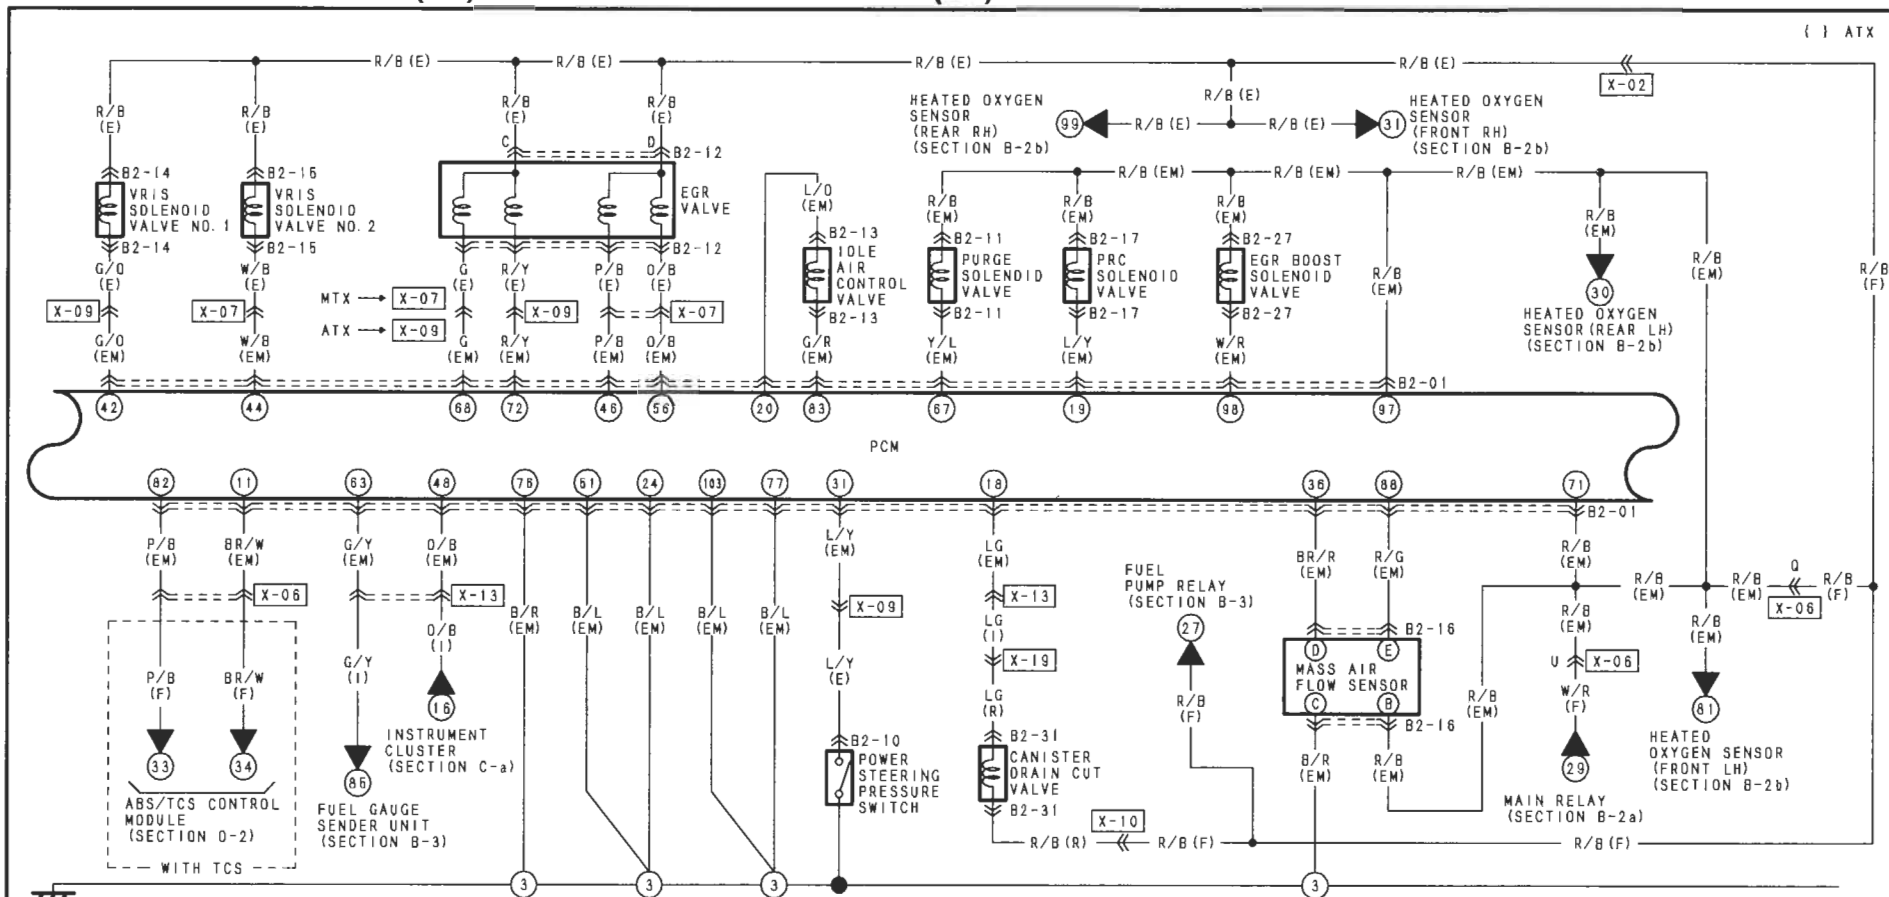 ( ) ATX
R/B (E)
R/B (E)
R/B (E)
R/B (E)
X-02
R/B
(E)
R/B
(E)
R/B
(E)
R/B
(E)
R/B (E)
HEATED OXYGEN
SENSOR
(REAR RH)
(SECTION B-2b)
99
R/B (E)
R/B (E)
31
HEATED OXYGEN
SENSOR
(FRONT RH)
(SECTION B-2b)
C
D
B2-12
B2-14
VRIS
SOLENOID
VALVE NO. 1
B2-14
B2-15
VRIS
SOLENOID
VALVE NO. 2
B2-15
EGR
VALVE
B2-12
L/O
(EM)
B2-13
IDLE
AIR
CONTROL
VALVE
B2-13
R/B (EM)
R/B (EM)
R/B (EM)
R/B
(EM)
B2-11
PURGE
SOLENOID
VALVE
B2-11
R/B
(EM)
B2-17
PRC
SOLENOID
VALVE
B2-17
R/B
(EM)
B2-27
EGR BOOST
SOLENOID
VALVE
B2-27
R/B
(EM)
R/B
(EM)
30
HEATED OXYGEN
SENSOR (REAR LH)
(SECTION B-2b)
R/B
(EM)
R/B
(F)
G/O
(E)
W/B
(E)
G
(E)
R/Y
(E)
P/B
(E)
O/B
(E)
MTX
X-07
ATX
X-09
X-09
X-07
X-09
X-07
G/O
(EM)
W/B
(EM)
G
(EM)
R/Y
(EM)
P/B
(EM)
O/B
(EM)
G/R
(EM)
Y/L
(EM)
L/Y
(EM)
W/R
(EM)
B2-01
42
44
68
72
46
56
20
83
67
19
98
97
PCM
82
11
63
48
76
51
24
103
77
31
18
36
88
71
B2-01
P/B
(EM)
BR/W
(EM)
G/Y
(EM)
O/B
(EM)
L/Y
(EM)
LG
(EM)
BR/R
(EM)
R/G
(EM)
R/B
(EM)
X-06
X-13
B/R
(EM)
B/L
(EM)
B/L
(EM)
B/L
(EM)
B/L
(EM)
X-09
X-13
FUEL
PUMP RELAY
(SECTION B-3)
27
R/B
(EM)
R/B
(EM)
R/B
(EM)
Q
R/B
(F)
X-06
P/B
(F)
BR/W
(F)
G/Y
(I)
O/B
(I)
L/Y
(E)
LG
(I)
X-19
LG
(R)
R/B
(F)
B2-16
D
E
MASS AIR
FLOW SENSOR
C
B
B2-16
R/B
(EM)
U
X-06
W/R
(F)
R/B
(EM)
81
HEATED
OXYGEN SENSOR
(FRONT LH)
(SECTION B-2b)
33
34
ABS/TCS CONTROL
MODULE
(SECTION O-2)
WITH TCS
16
INSTRUMENT
CLUSTER
(SECTION C-a)
85
FUEL GAUGE
SENDER UNIT
(SECTION B-3)
B2-10
POWER
STEERING
PRESSURE
SWITCH
B2-31
CANISTER
DRAIN CUT
VALVE
B2-31
B/R
(EM)
R/B
(EM)
29
MAIN RELAY
(SECTION B-2a)
R/B (R)
X-10
R/B (F)
R/B (F)
3
3
3
3